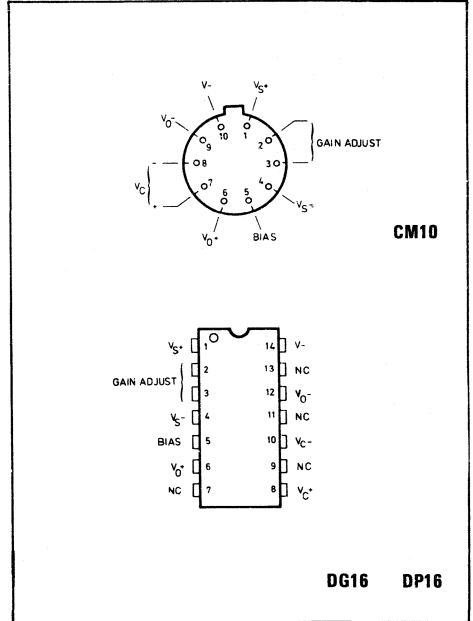 V- VS+
VO-
10 1
9 2 GAIN ADJUST
- 8 3
VC
7 4
+ 6 5 VS-
VO+ BIAS
CM10
VS+ 1 14 V-
2 13 NC
GAIN ADJUST
3 12 VO-
VS- 4 11 NC
BIAS 5 10 VC-
VO+ 6 9 NC
NC 7 8 VC+
DG16 DP16